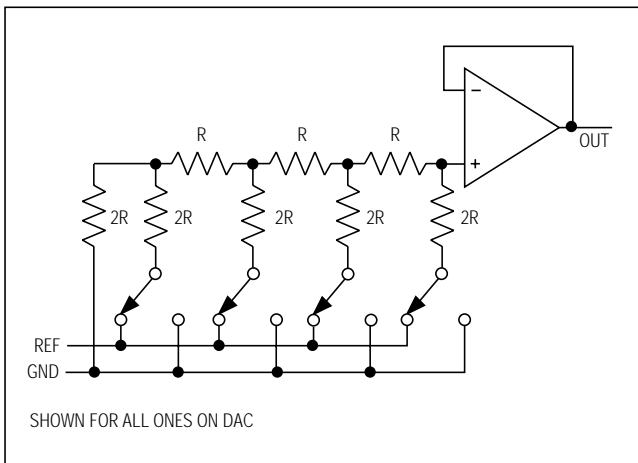 R R R
− + OUT
2R 2R 2R 2R 2R
REF
GND
SHOWN FOR ALL ONES ON DAC